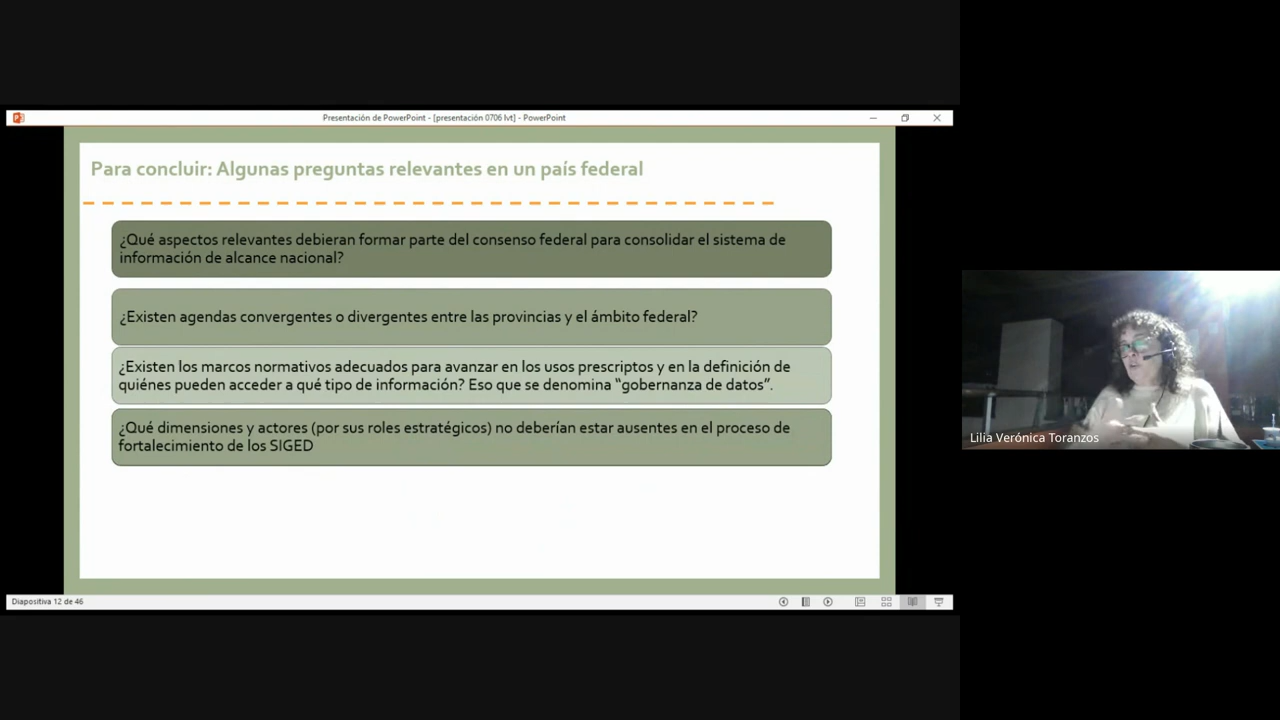 Presentación de PowerPoint - [presentación 0706 lvt] - PowerPoint
Para concluir: Algunas preguntas relevantes en un país federal
¿Qué aspectos relevantes debieran formar parte del consenso federal para consolidar el sistema de
información de alcance nacional?
¿Existen agendas convergentes o divergentes entre las provincias y el ámbito federal?
¿Existen los marcos normativos adecuados para avanzar en los usos prescriptos y en la definición de
quiénes pueden acceder a qué tipo de información? Eso que se denomina “gobernanza de datos”.
¿Qué dimensiones y actores (por sus roles estratégicos) no deberían estar ausentes en el proceso de
fortalecimiento de los SIGED
Lilia Verónica Toranzos
Diapositiva 12 de 46